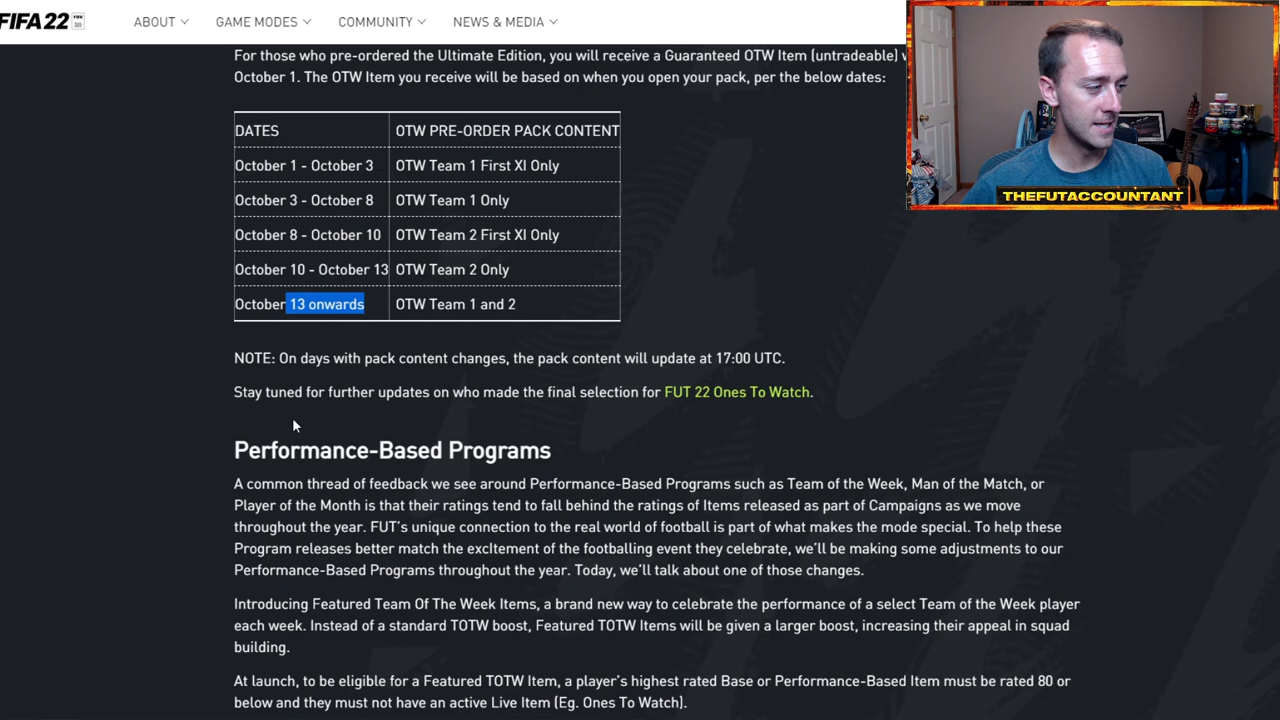 FIFA 22
ABOUT GAME MODES COMMUNITY NEWS & MEDIA
For those who pre-ordered the Ultimate Edition, you will receive a Guaranteed OTW Item (untradeable)
October 1. The OTW Item you receive will be based on when you open your pack, per the below dates:
DATES OTW PRE-ORDER PACK CONTENT
October 1 - October 3 OTW Team 1 First XI Only
October 3 - October 8 OTW Team 1 Only
October 8 - October 10 OTW Team 2 First XI Only
October 10 - October 13 OTW Team 2 Only
October 13 onwards OTW Team 1 and 2
NOTE: On days with pack content changes, the pack content will update at 17:00 UTC.
Stay tuned for further updates on who made the final selection for FUT 22 Ones To Watch.
Performance-Based Programs
A common thread of feedback we see around Performance-Based Programs such as Team of the Week, Man of the Match, or
Player of the Month is that their ratings tend to fall behind the ratings of Items released as part of Campaigns as we move
throughout the year. FUT's unique connection to the real world of football is part of what makes the mode special. To help these
Program releases better match the excItement of the footballing event they celebrate, we'll be making some adjustments to our
Performance-Based Programs throughout the year. Today, we'll talk about one of those changes.
Introducing Featured Team Of The Week Items, a brand new way to celebrate the performance of a select Team of the Week player
each week. Instead of a standard TOTW boost, Featured TOTW Items will be given a larger boost, increasing their appeal in squad
building.
At launch, to be eligible for a Featured TOTW Item, a player's highest rated Base or Performance-Based Item must be rated 80 or
below and they must not have an active Live Item (Eg. Ones To Watch).
THEFUTACCOUNTANT